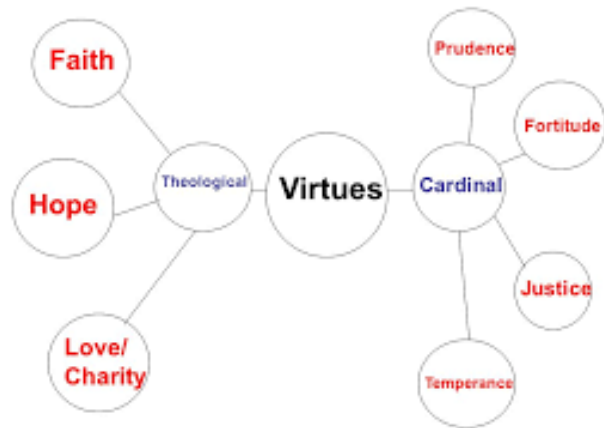 Faith
Prudence
Fortitude
Theological
Virtues
Cardinal
Hope
Justice
Love/
Charity
Temperance